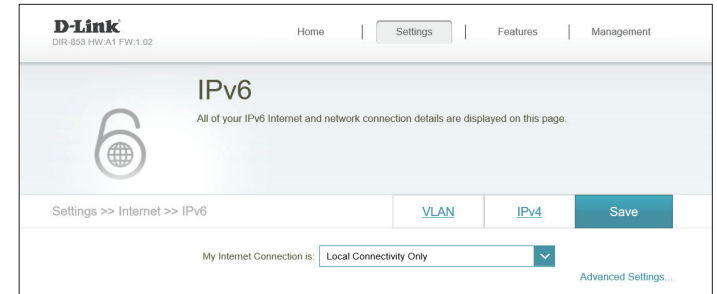 D-Link
DIR-853 HW:A1 FW:1.02
Home | Settings | Features | Management
IPv6
All of your IPv6 Internet and network connection details are displayed on this page.
Settings >> Internet >> IPv6
VLAN
IPv4
Save
My Internet Connection is: Local Connectivity Only
Advanced Settings...